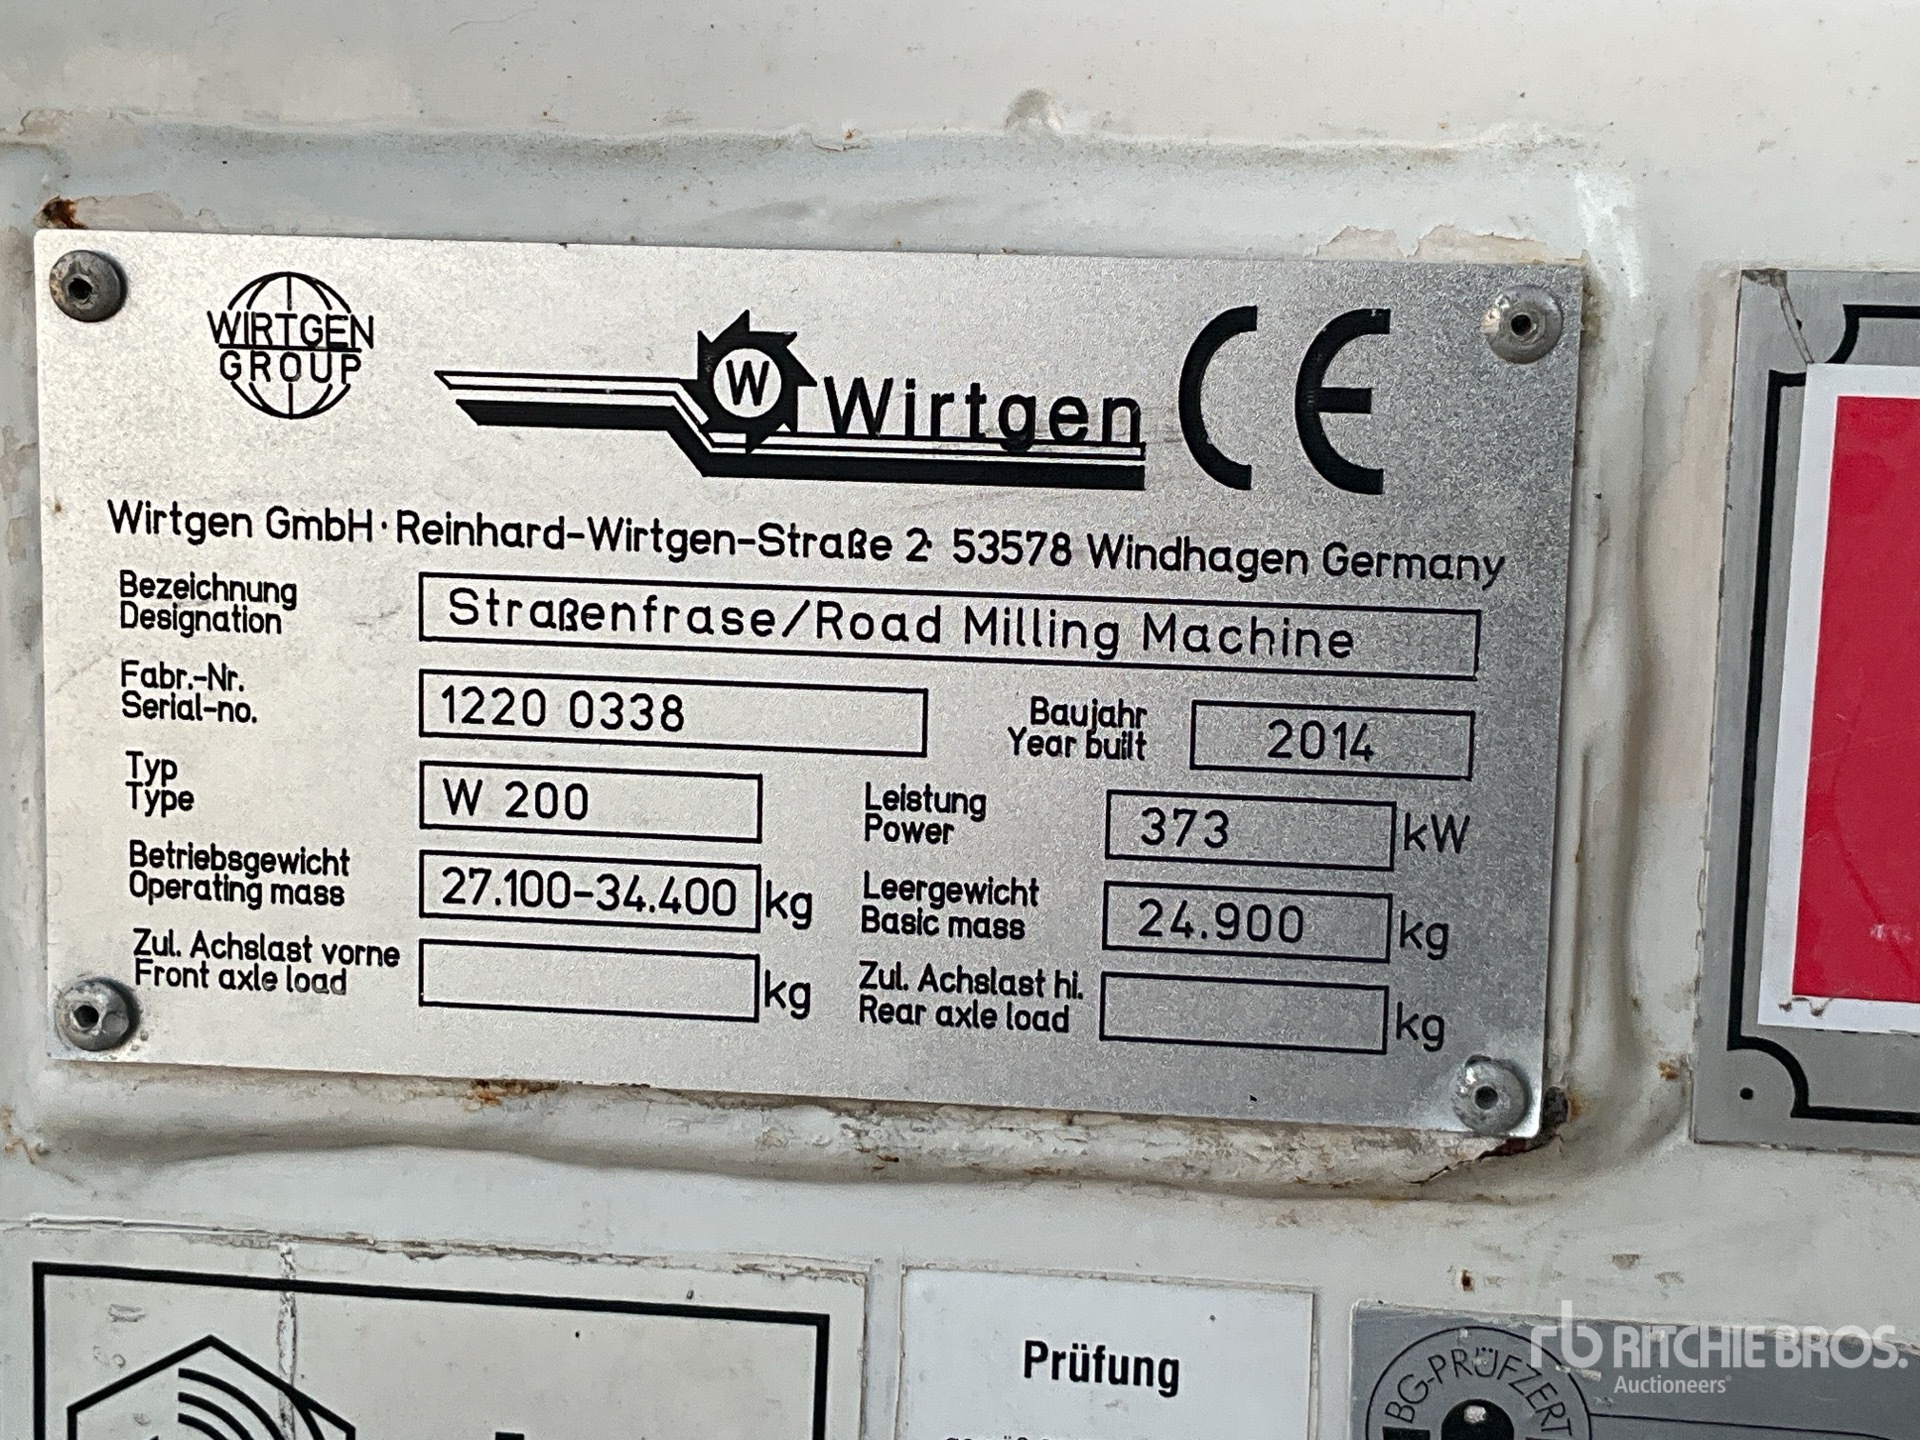 WIRTGEN
GROUP
W Wirtgen CE
Wirtgen GmbH · Reinhard-Wirtgen-Straße 2 · 53578 Windhagen Germany
Bezeichnung
Designation
Straßenfrase/Road Milling Machine
Fabr.-Nr.
Serial-no.
1220 0338
Baujahr
Year built
2014
Typ
Type
W 200
Leistung
Power
373 kW
Betriebsgewicht
Operating mass
27.100-34.400 kg
Leergewicht
Basic mass
24.900 kg
Zul. Achslast vorne
Front axle load
kg
Zul. Achslast hi.
Rear axle load
kg
Prüfung
BG-PRÜFZERT
rb RITCHIE BROS.
Auctioneers